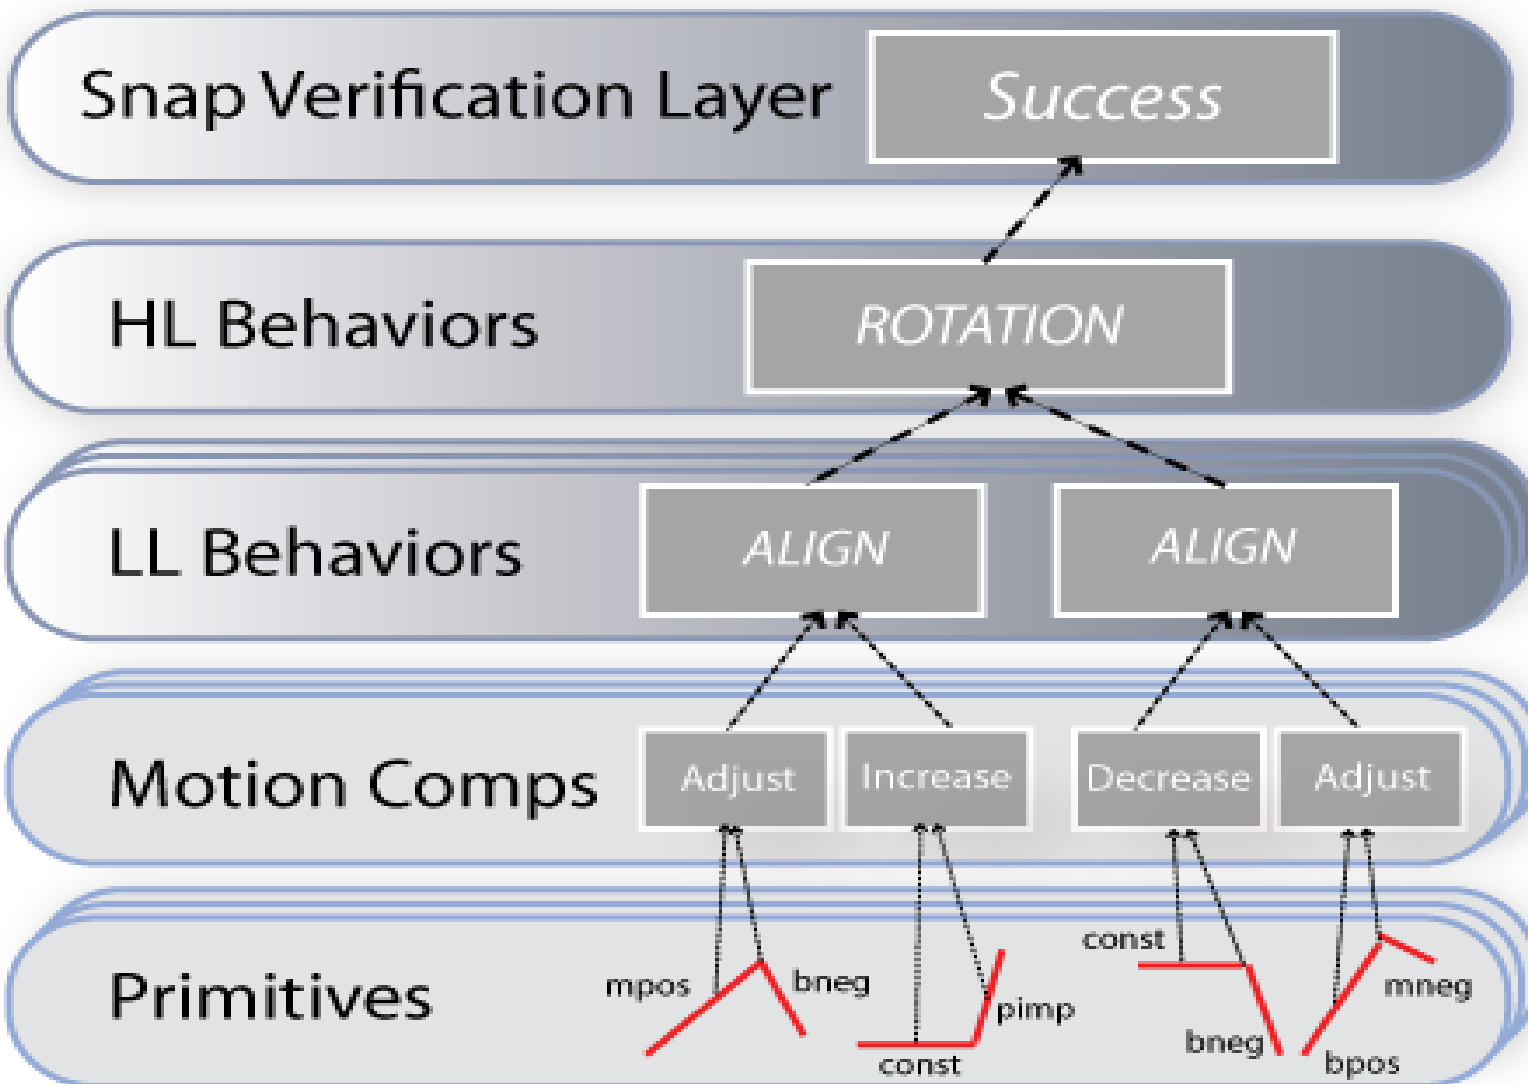 Snap Verification Layer
Success
HL Behaviors
ROTATION
LL Behaviors
ALIGN
ALIGN
Motion Comps
Adjust
Increase
Decrease
Adjust
Primitives
mpos
bneg
const
pimp
const
bneg
bpos
mneg